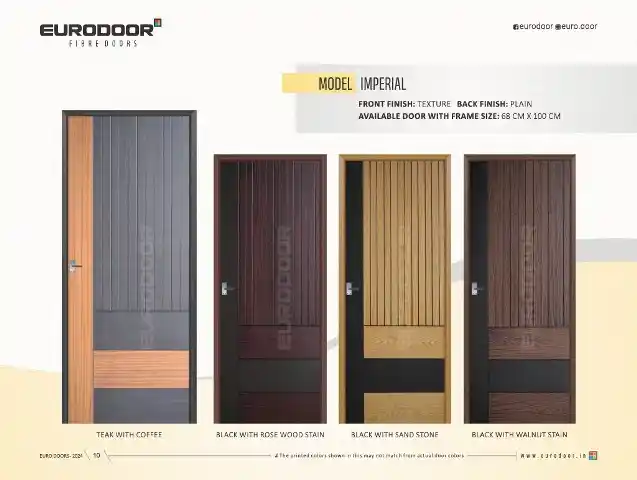 EURODOOR
FIBRE DOORS
eurodoor euro.door
MODEL IMPERIAL
FRONT FINISH: TEXTURE BACK FINISH: PLAIN
AVAILABLE DOOR WITH FRAME SIZE: 68 CM X 100 CM
EURODOOR
EURODOOR
EURODOOR
EURODOOR
TEAK WITH COFFEE
BLACK WITH ROSE WOOD STAIN
BLACK WITH SAND STONE
BLACK WITH WALNUT STAIN
EURO DOORS- 2024 10
# The printed colors shown in this may not match from actual door colors
www.eurodoor.in